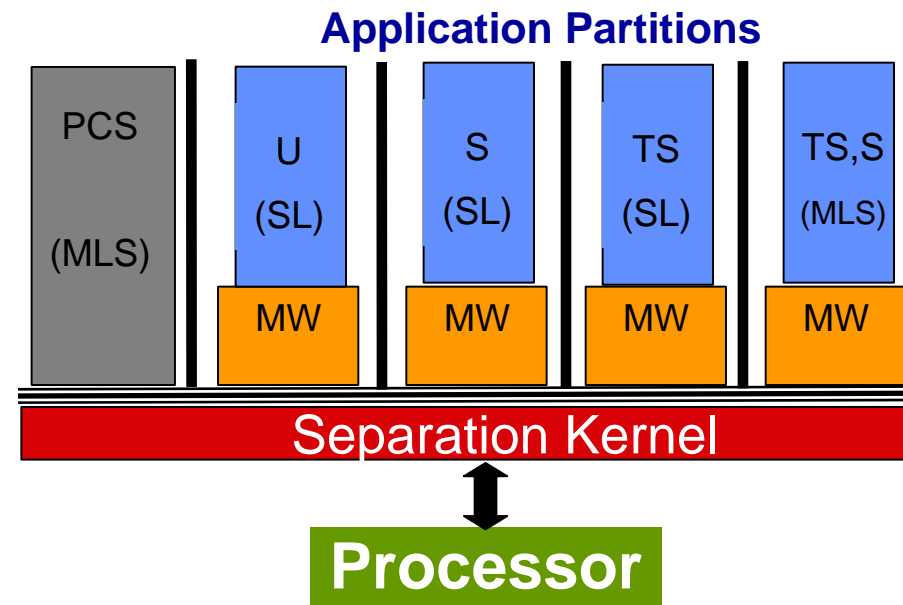 Application Partitions
PCS
(MLS)
U
(SL)
MW
S
(SL)
MW
TS
(SL)
MW
TS,S
(MLS)
MW
Separation Kernel
Processor